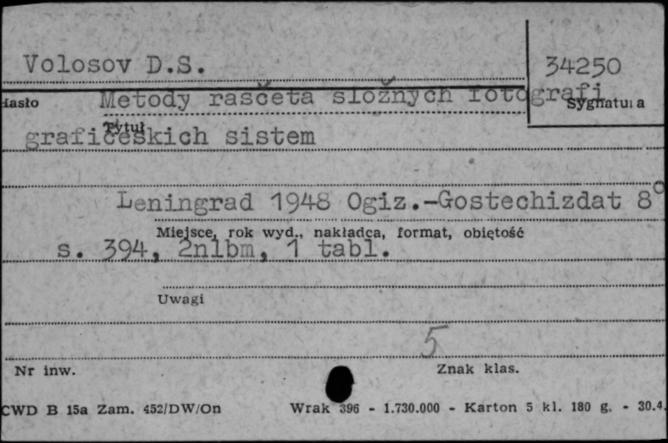 Volosov D.S.
34250
Hasło
Metody rasčeta složnych fotografi
Sygnatura
Tytuł
grafičeskich sistem
Leningrad 1948 Ogiz.-Gostechizdat 8°
Miejsce, rok wyd., nakładca, format, objętość
s. 394, 2nlbm, 1 tabl.
Uwagi
5
Nr inw.
Znak klas.
CWD B 15a Zam. 452/DW/On
Wrak 396 - 1.730.000 - Karton 5 kl. 180 g. - 30.4.